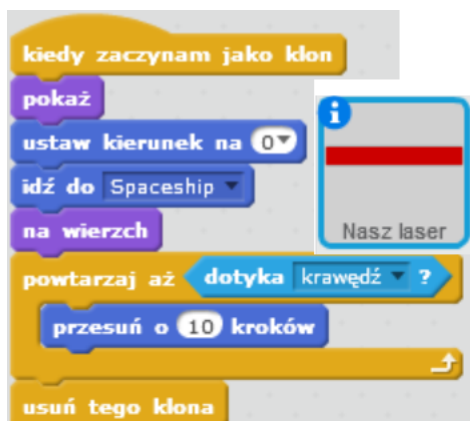 kiedy zaczynam jako klon
pokaż
ustaw kierunek na 0
idź do Spaceship
na wierzch
powtarzaj aż dotyka krawędź ?
przesuń o 10 kroków
usuń tego klona
i
Nasz laser